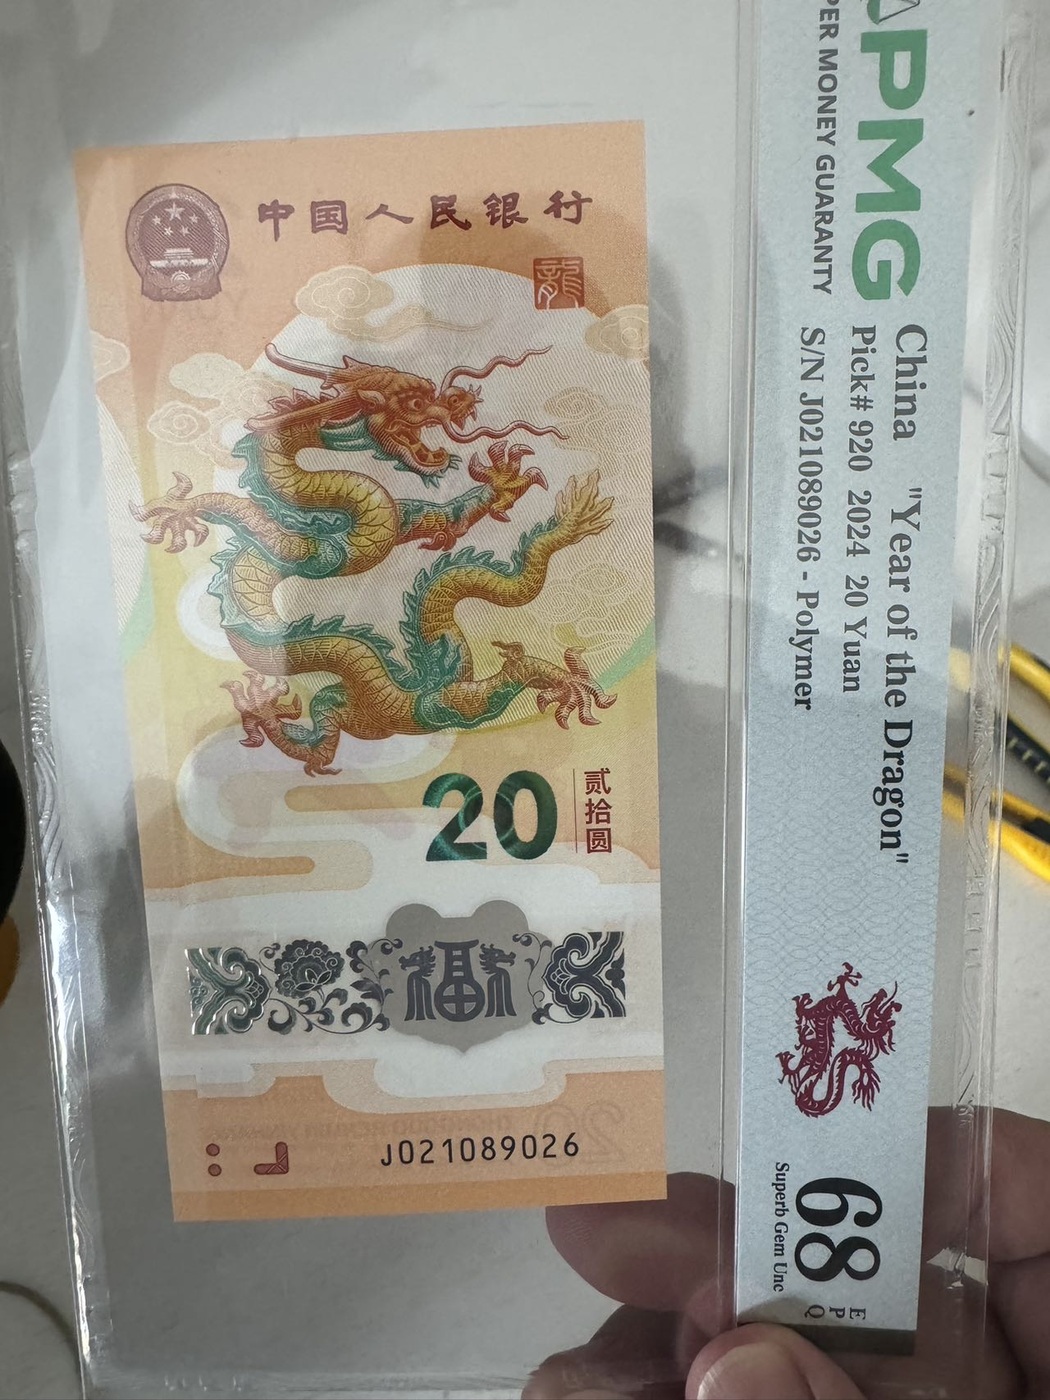 中国人民银行
龍
20
贰拾圆
福
J021089026
PMG
PER MONEY GUARANTY
China "Year of the Dragon"
Pick# 920 2024 20 Yuan
S/N J021089026 - Polymer
68
EPQ
Superb Gem Unc